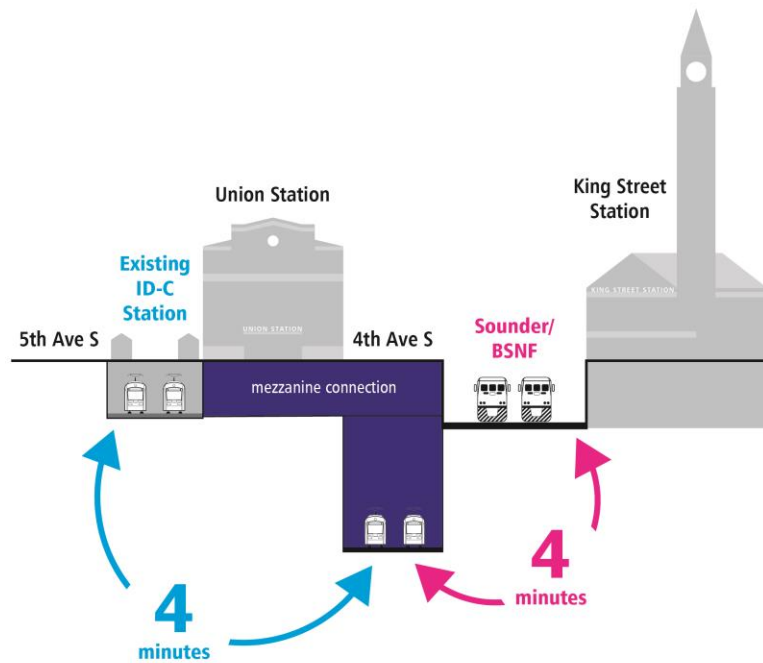 Union Station
King Street
Station
Existing
ID-C
Station
5th Ave S
UNION STATION
4th Ave S
Sounder/
BSNF
KING STREET STATION
mezzanine connection
4
minutes
4
minutes